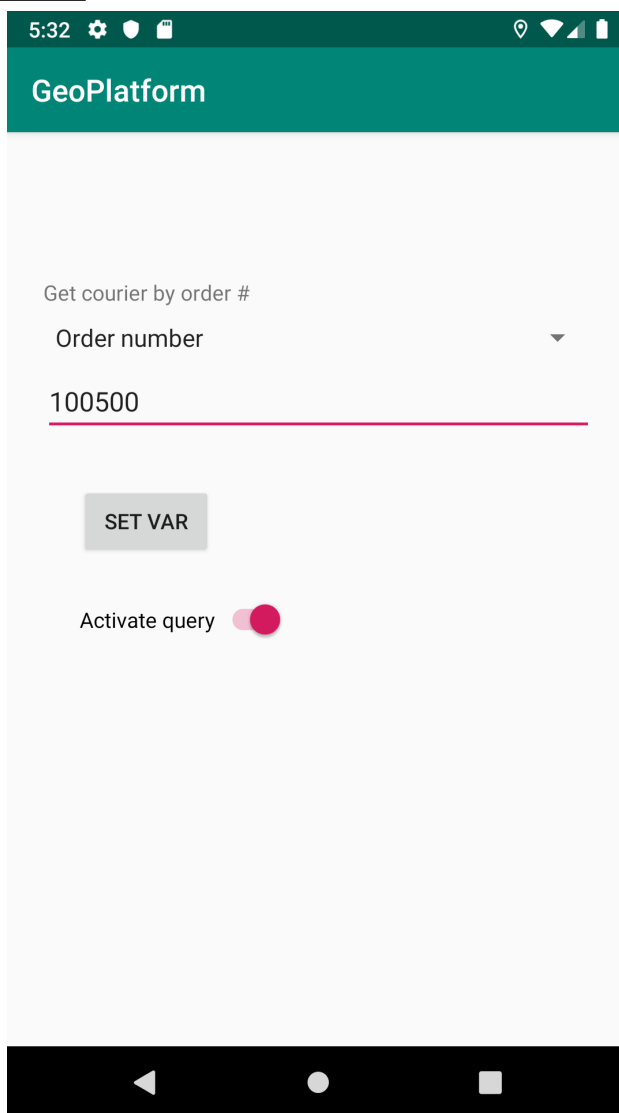 5:32
GeoPlatform
Get courier by order #
Order number
100500
SET VAR
Activate query